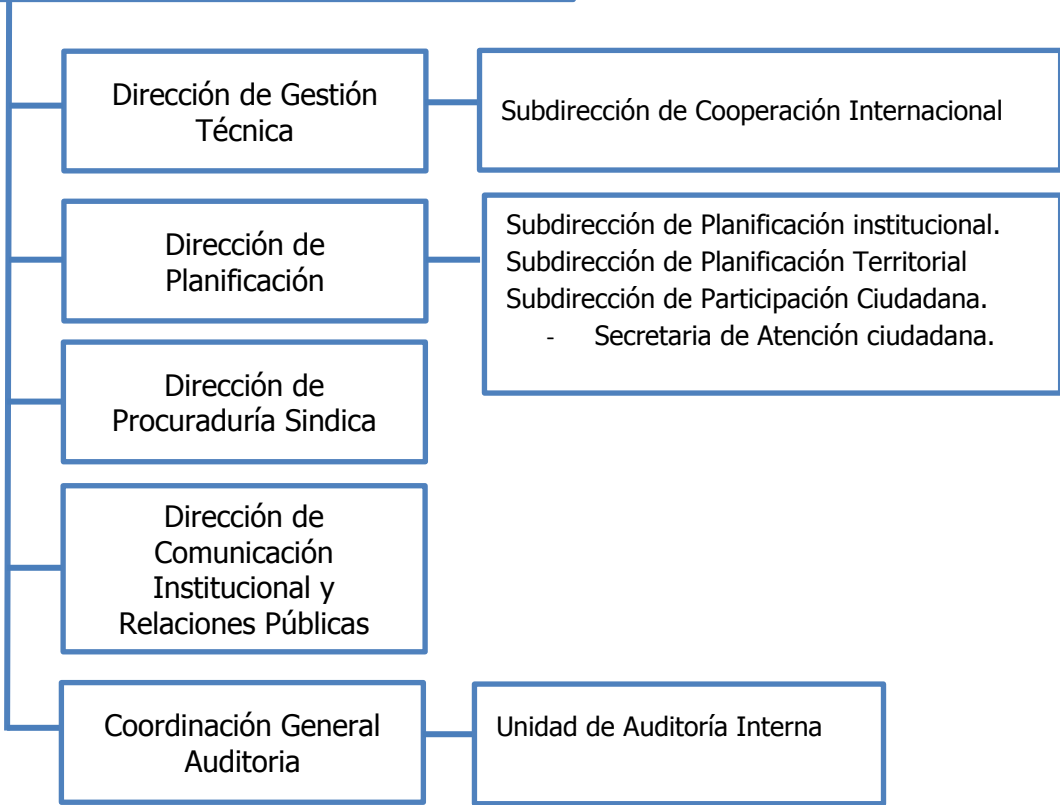 Dirección de Gestión
Técnica
Subdirección de Cooperación Internacional
Dirección de
Planificación
Subdirección de Planificación institucional.
Subdirección de Planificación Territorial
Subdirección de Participación Ciudadana.
- Secretaria de Atención ciudadana.
Dirección de
Procuraduría Sindica
Dirección de
Comunicación
Institucional y
Relaciones Públicas
Coordinación General
Auditoria
Unidad de Auditoría Interna